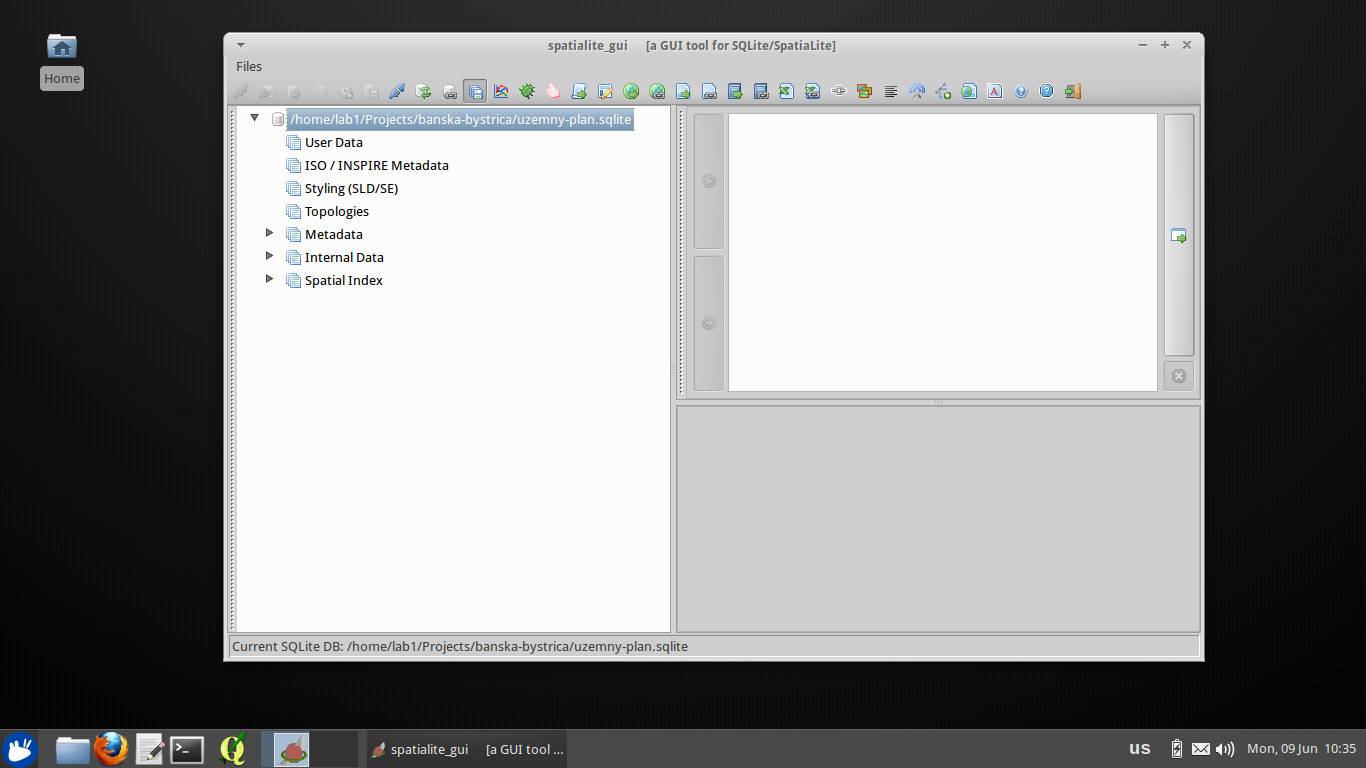 Home
spatialite_gui [a GUI tool for SQLite/SpatiaLite]
Files
/home/lab1/Projects/banska-bystrica/uzemny-plan.sqlite
User Data
ISO / INSPIRE Metadata
Styling (SLD/SE)
Topologies
Metadata
Internal Data
Spatial Index
Current SQLite DB: /home/lab1/Projects/banska-bystrica/uzemny-plan.sqlite
spatialite_gui [a GUI tool ...
us
Mon, 09 Jun 10:35